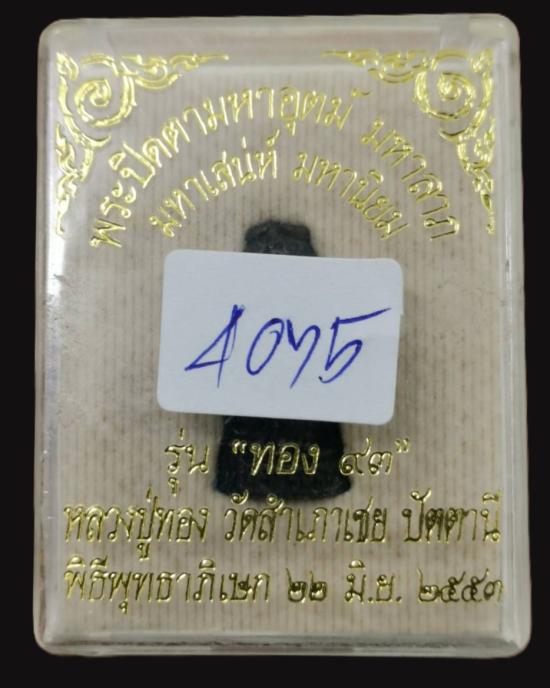 พระปิดตามหาอุตม์ มหาลาภ
มหาเสน่ห์ มหานิยม
4075
รุ่น "ทอง ๙๓"
หลวงปู่ทอง วัดสำเภาเชย ปัตตานี
พิธีพุทธาภิเษก ๒๒ มิ.ย. ๒๕๕๓